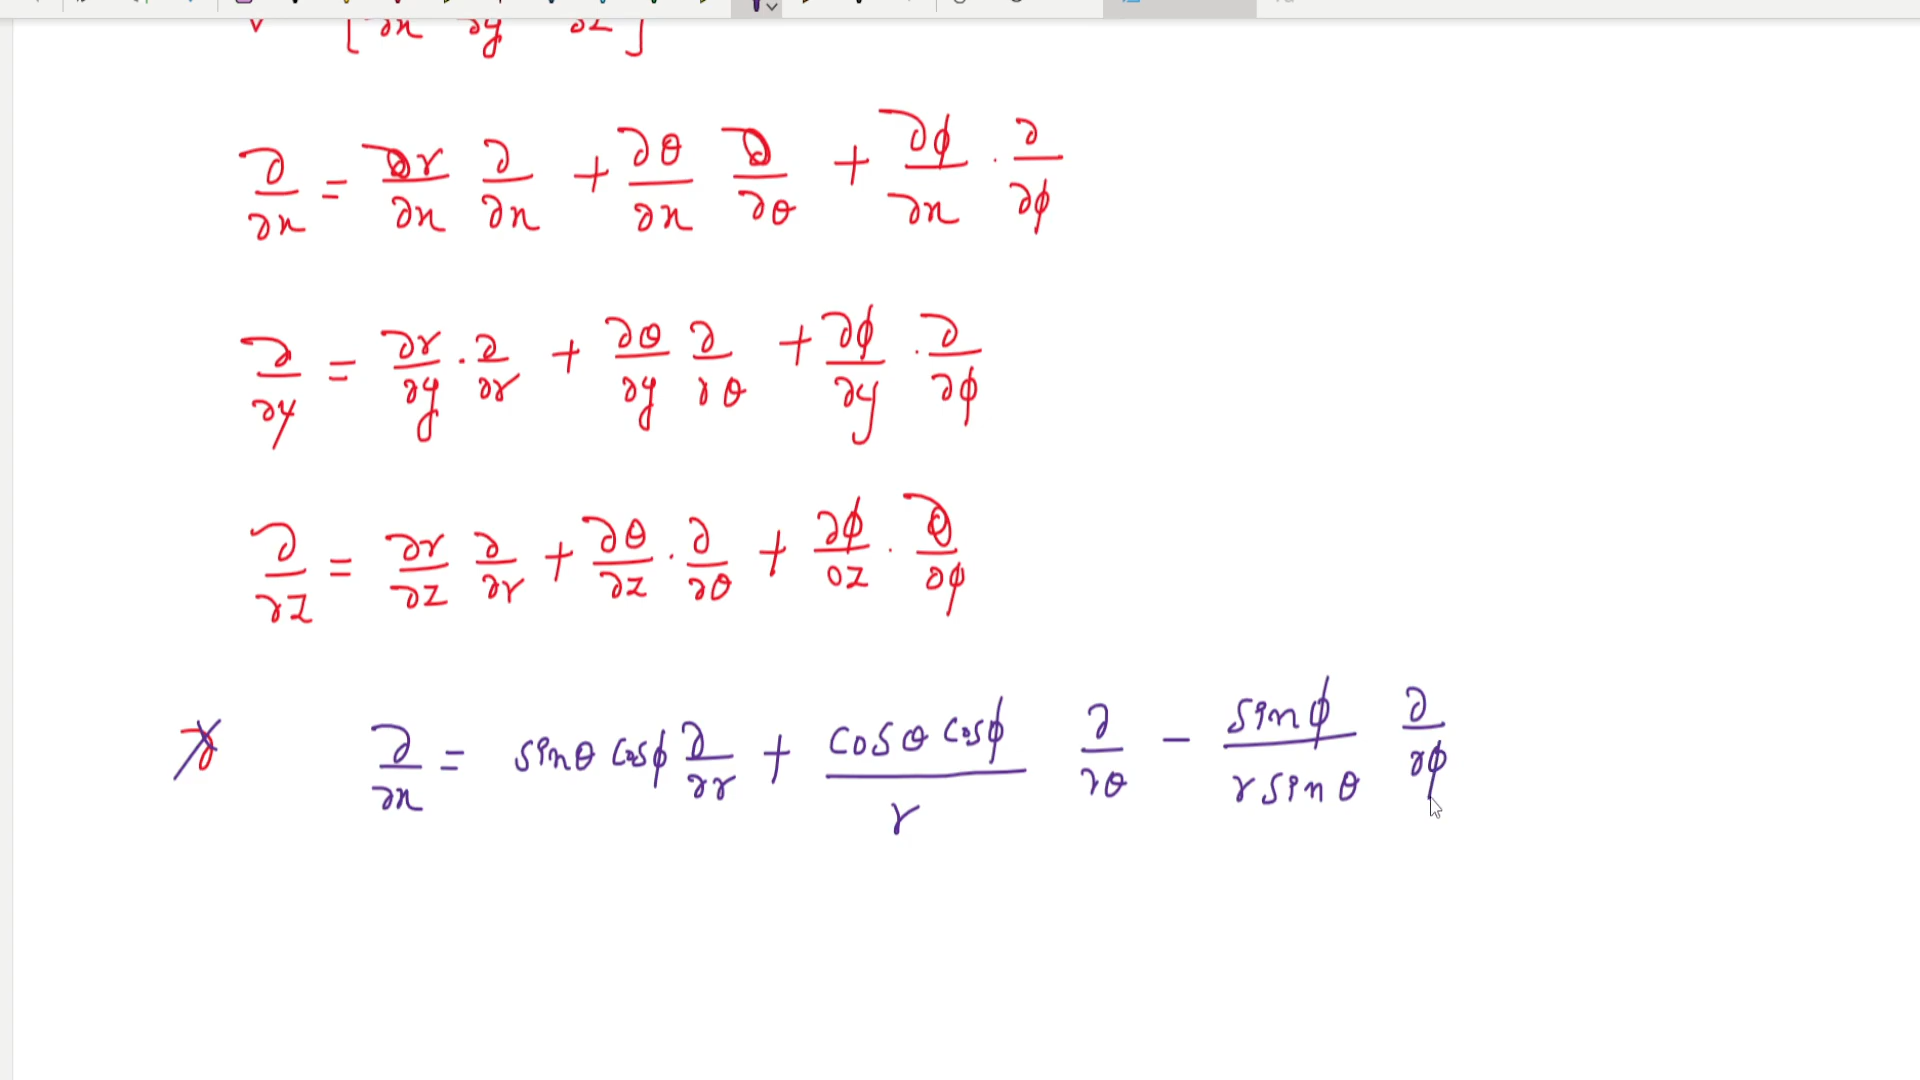 [∂x ∂y ∂z]
∂/∂x = ∂r/∂x ∂/∂x + ∂θ/∂x ∂/∂θ + ∂ϕ/∂x · ∂/∂ϕ
∂/∂y = ∂r/∂y · ∂/∂r + ∂θ/∂y ∂/∂θ + ∂ϕ/∂y · ∂/∂ϕ
∂/∂z = ∂r/∂z ∂/∂r + ∂θ/∂z · ∂/∂θ + ∂ϕ/∂z · ∂/∂ϕ
∂/∂x = sinθ cosϕ ∂/∂r + cosθ cosϕ/r ∂/∂θ - sinϕ/r sinθ ∂/∂ϕ